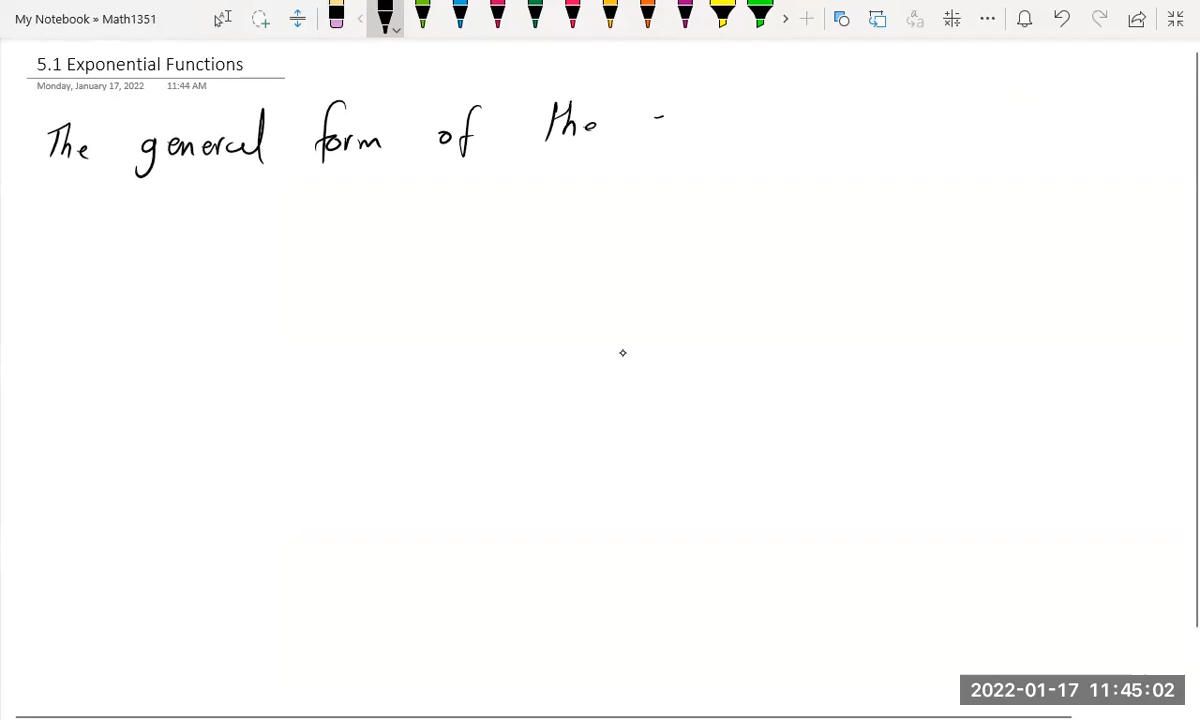 My Notebook » Math1351
5.1 Exponential Functions
Monday, January 17, 2022 11:44 AM
The general form of the
2022-01-17 11:45:02